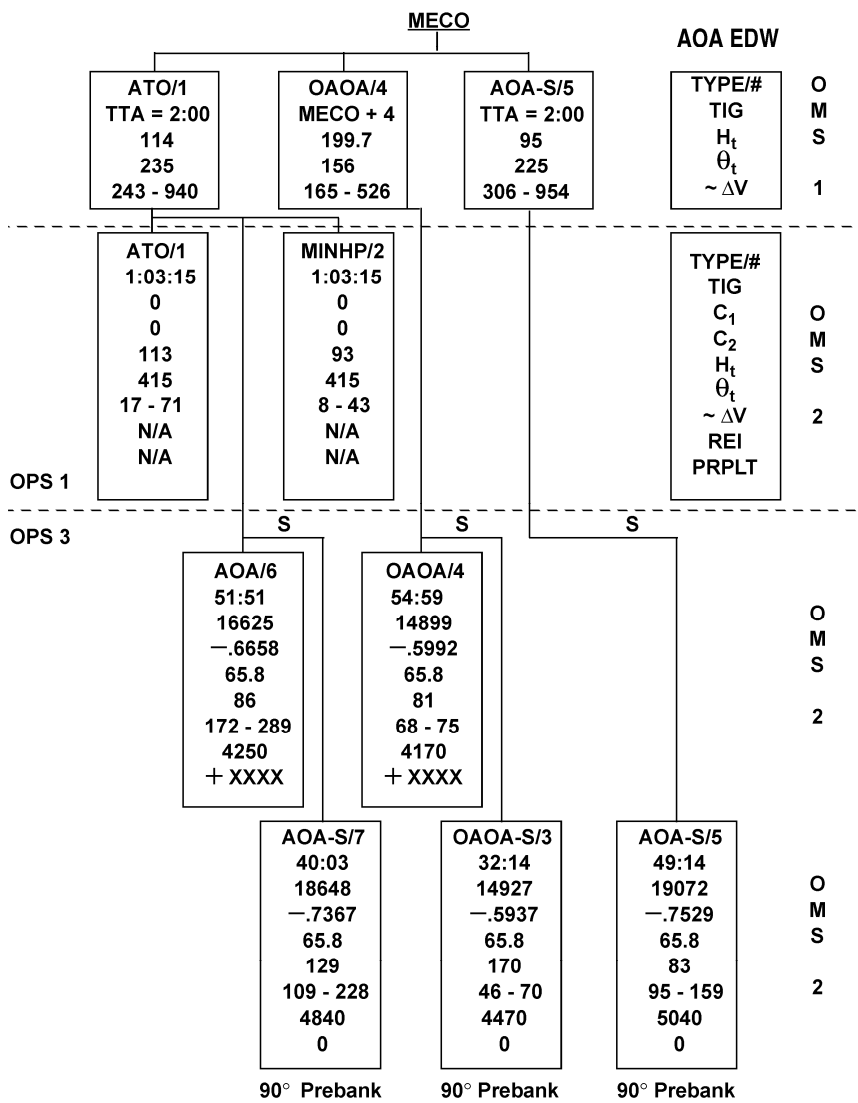 MECO
AOA EDW
ATO/1
TTA = 2:00
114
235
243 - 940
OAOA/4
MECO + 4
199.7
156
165 - 526
AOA-S/5
TTA = 2:00
95
225
306 - 954
TYPE/#
TIG
Hₜ
θₜ
~ ΔV
O
M
S
1
ATO/1
1:03:15
0
0
113
415
17 - 71
N/A
N/A
MINHP/2
1:03:15
0
0
93
415
8 - 43
N/A
N/A
TYPE/#
TIG
C₁
C₂
Hₜ
θₜ
~ ΔV
REI
PRPLT
O
M
S
2
OPS 1
OPS 3
S
S
S
AOA/6
51:51
16625
—.6658
65.8
86
172 - 289
4250
+ XXXX
OAOA/4
54:59
14899
—.5992
65.8
81
68 - 75
4170
+ XXXX
O
M
S
2
AOA-S/7
40:03
18648
—.7367
65.8
129
109 - 228
4840
0
90° Prebank
OAOA-S/3
32:14
14927
—.5937
65.8
170
46 - 70
4470
0
90° Prebank
AOA-S/5
49:14
19072
—.7529
65.8
83
95 - 159
5040
0
90° Prebank
O
M
S
2